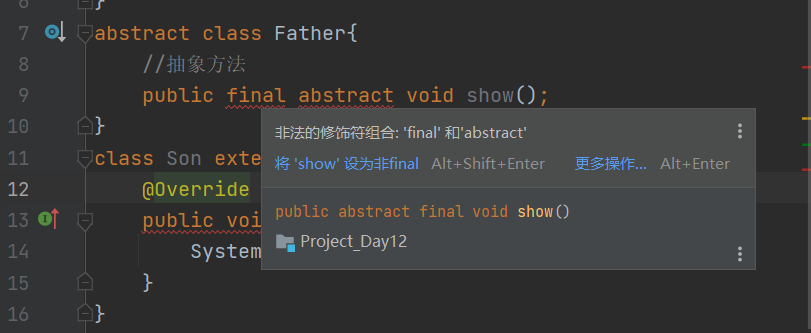 6 }
7 abstract class Father{
8 //抽象方法
9 public final abstract void show();
10 }
11 class Son exte
12 @Override
13 public voi
14 System
15 }
16 }
非法的修饰符组合: 'final' 和'abstract'
将 'show' 设为非final Alt+Shift+Enter 更多操作... Alt+Enter
public abstract final void show()
Project_Day12